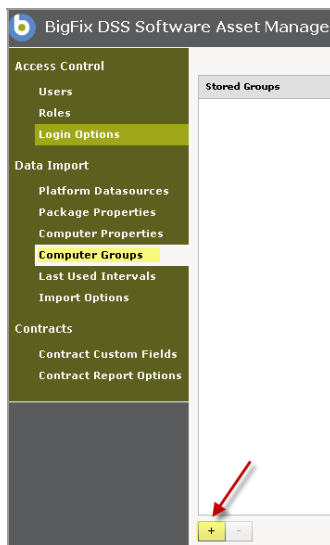 BigFix DSS Software Asset Manage
Access Control
Users
Roles
Login Options
Data Import
Platform Datasources
Package Properties
Computer Properties
Computer Groups
Last Used Intervals
Import Options
Contracts
Contract Custom Fields
Contract Report Options
Stored Groups
+ -